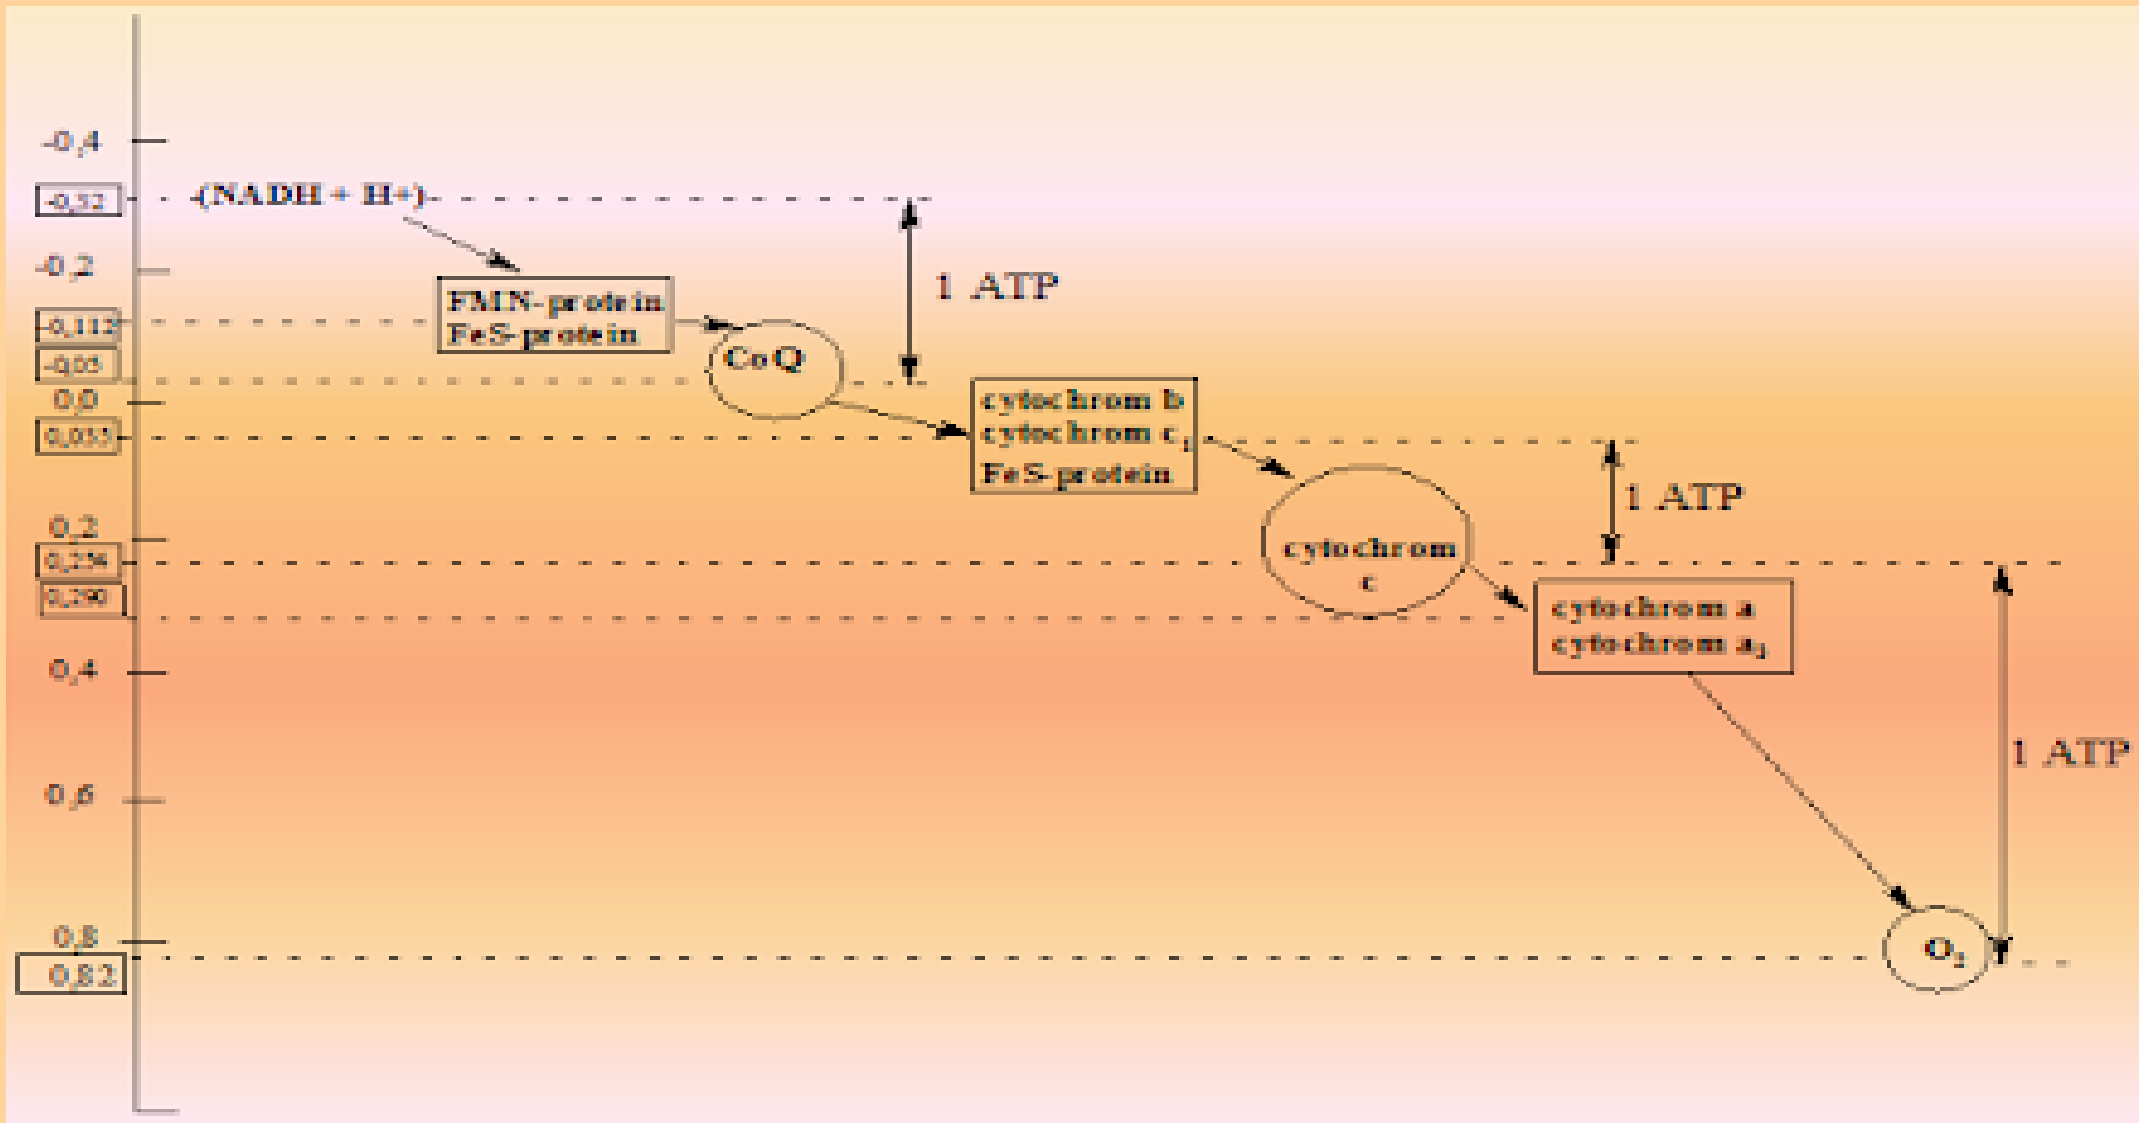 -0,4
-0,32
(NADH + H+)
-0,2
1 ATP
FMN-protein
-0,112
FeS-protein
CoQ
-0,05
0,0
cytochrom b
cytochrom c1
FeS-protein
1 ATP
0,2
cytochrom
c
0,290
cytochrom a
cytochrom a3
0,4
1 ATP
0,6
0,8
O2
0,82